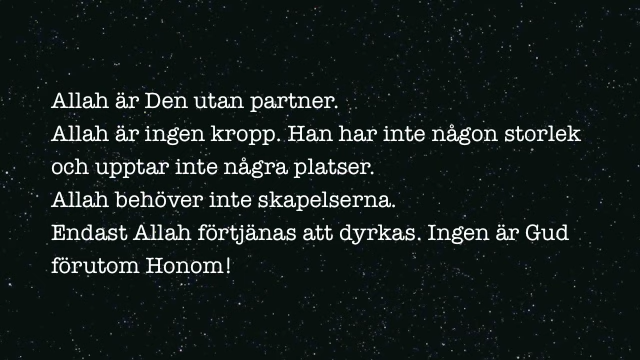 Allah är Den utan partner.
Allah är ingen kropp. Han har inte någon storlek
och upptar inte några platser.
Allah behöver inte skapelserna.
Endast Allah förtjänas att dyrkas. Ingen är Gud
förutom Honom!